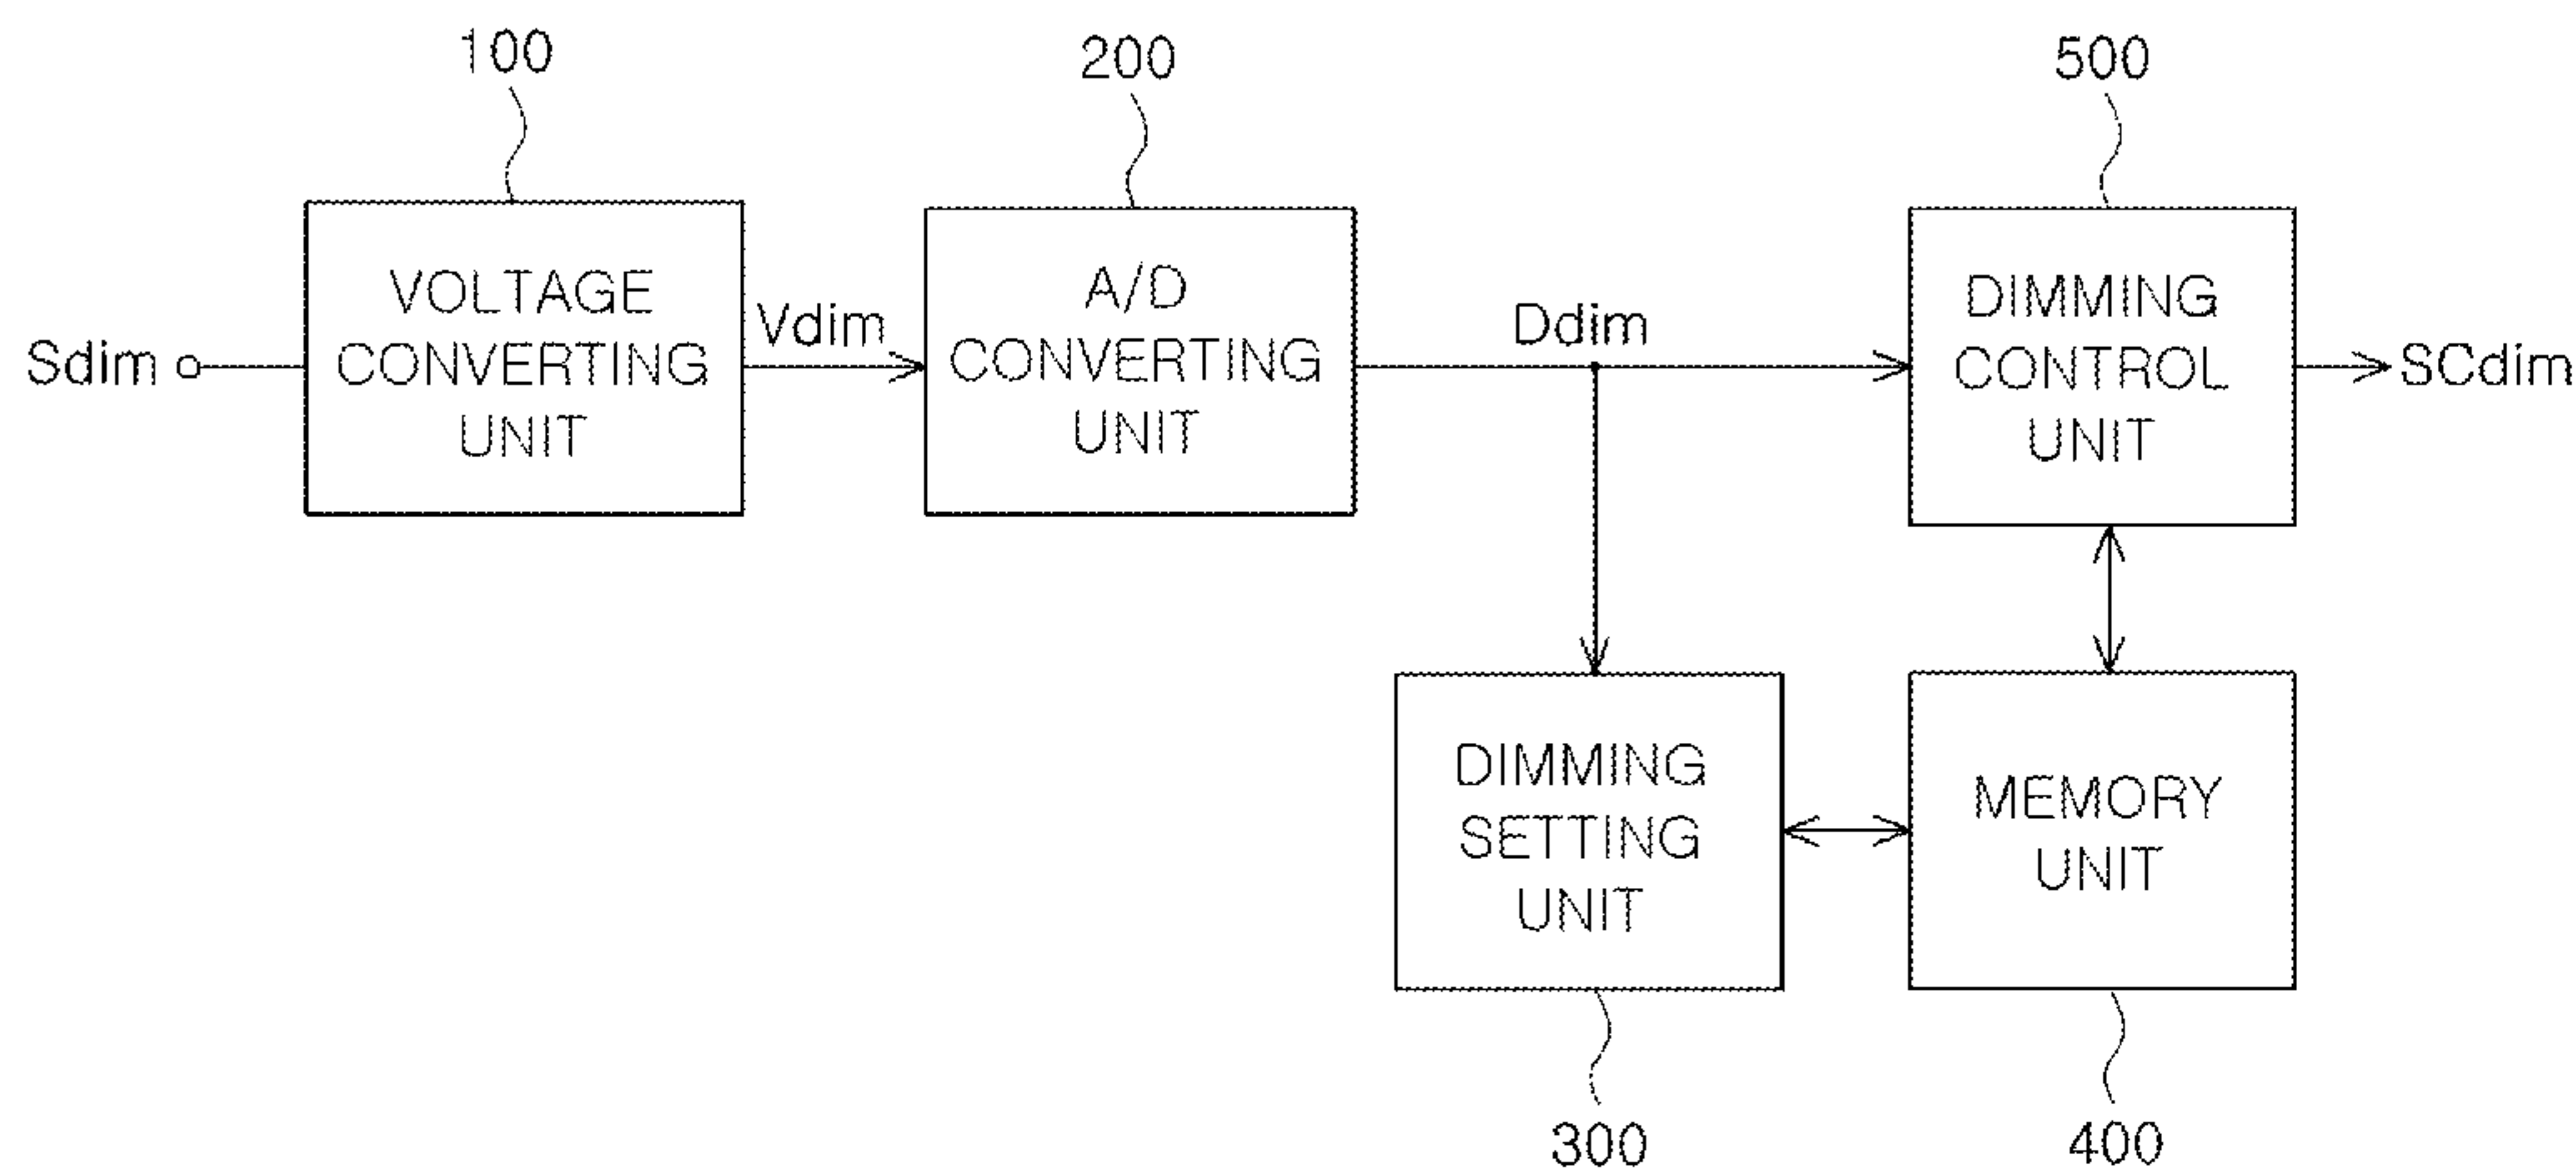 100
200
500
Sdim
VOLTAGE
CONVERTING
UNIT
Vdim
A/D
CONVERTING
UNIT
Ddim
DIMMING
CONTROL
UNIT
SCdim
DIMMING
SETTING
UNIT
MEMORY
UNIT
300
400